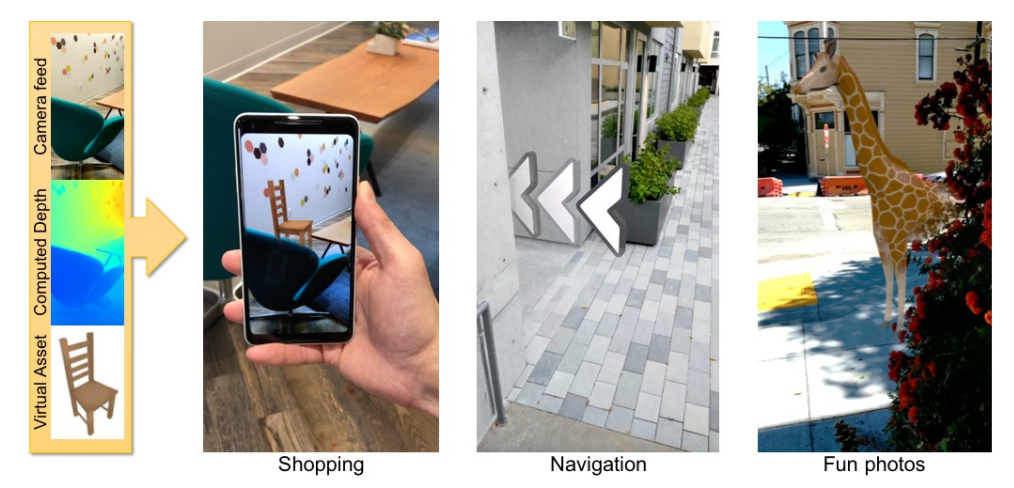 Camera feed
Computed Depth
Virtual Asset
Shopping
Navigation
Fun photos